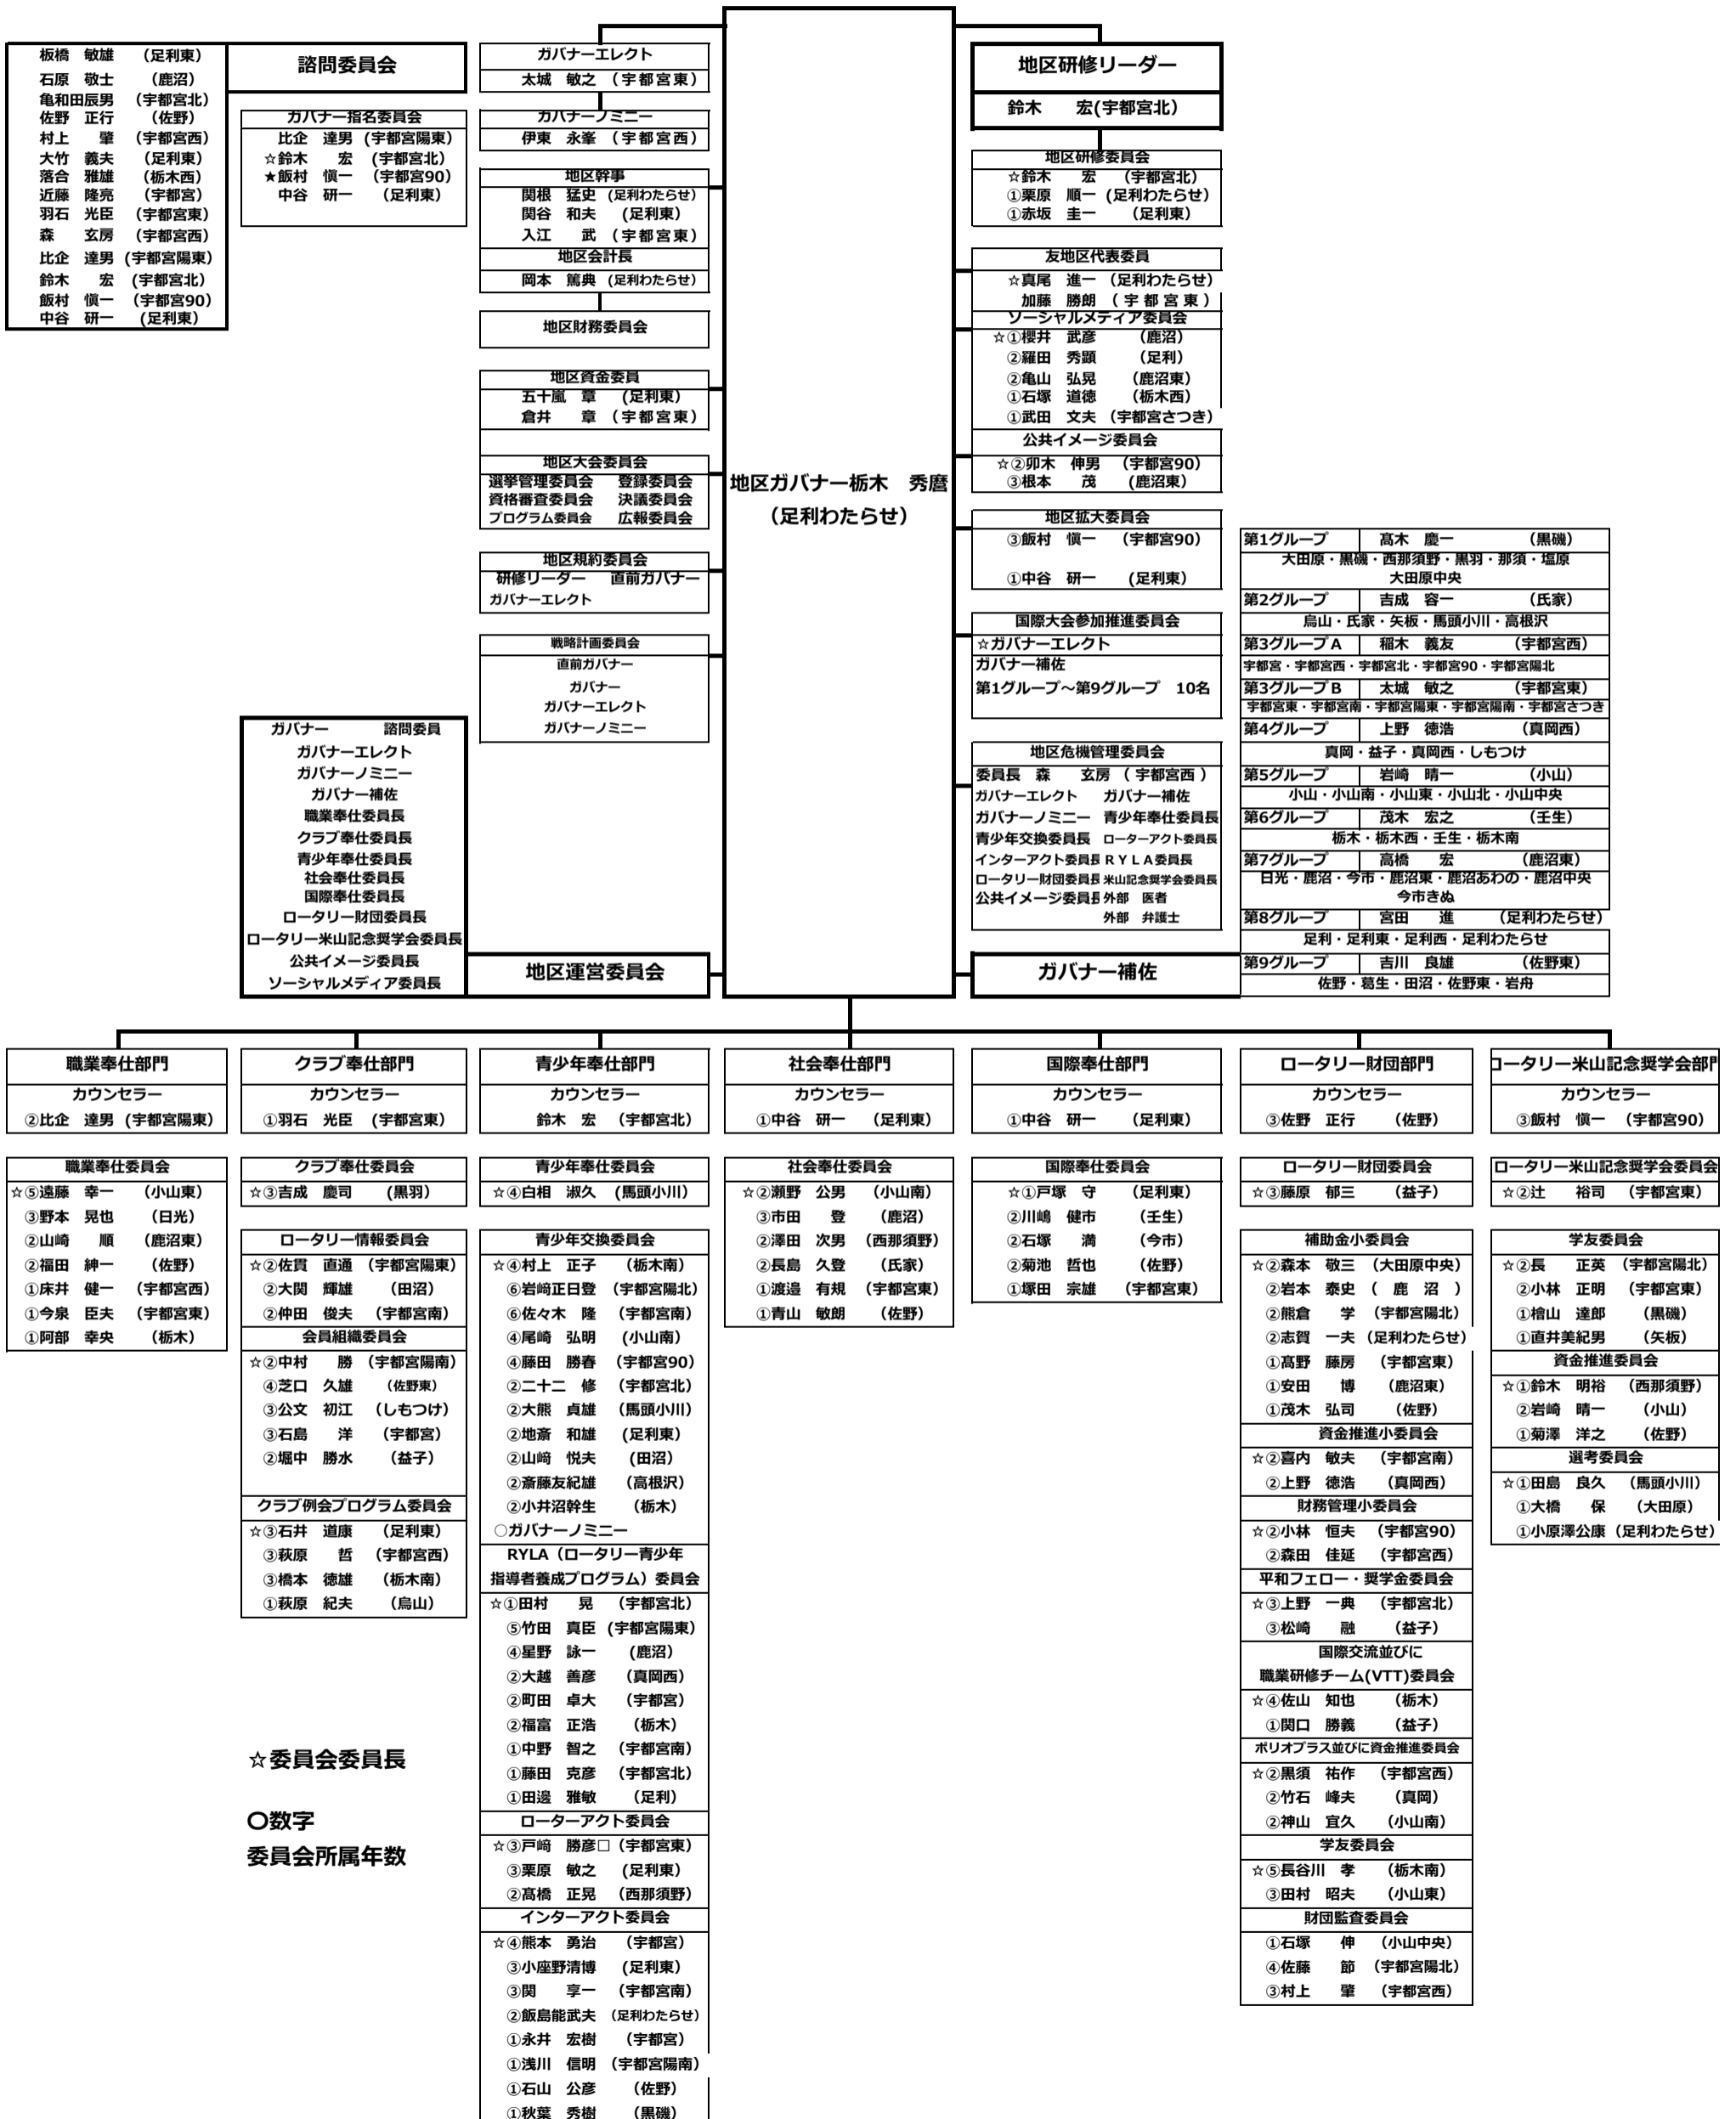 板橋　敏雄　（足利東）
石原　敬士　（鹿沼）
亀和田辰男　（宇都宮北）
佐野　正行　（佐野）
村上　　肇　（宇都宮西）
大竹　義夫　（足利東）
落合　雅雄　（栃木西）
近藤　隆亮　（宇都宮）
羽石　光臣　（宇都宮東）
森　　玄房　（宇都宮西）
比企　達男　（宇都宮陽東）
鈴木　　宏　（宇都宮北）
飯村　愼一　（宇都宮90）
中谷　研一　（足利東）
諮問委員会
ガバナー指名委員会
比企　達男　（宇都宮陽東）
☆鈴木　　宏　（宇都宮北）
★飯村　愼一　（宇都宮90）
中谷　研一　（足利東）
ガバナーエレクト
太城　敏之　（宇都宮東）
ガバナーノミニー
伊東　永峯　（宇都宮西）
地区幹事
関根　猛史　（足利わたらせ）
関谷　和夫　（足利東）
入江　　武　（宇都宮東）
地区会計長
岡本　篤典　（足利わたらせ）
地区財務委員会
地区資金委員
五十嵐　章　（足利東）
倉井　　章　（宇都宮東）
地区大会委員会
選挙管理委員会　登録委員会
資格審査委員会　決議委員会
プログラム委員会　広報委員会
地区規約委員会
研修リーダー　直前ガバナー
ガバナーエレクト
戦略計画委員会
直前ガバナー
ガバナー
ガバナーエレクト
ガバナーノミニー
ガバナー　諮問委員
ガバナーエレクト
ガバナーノミニー
ガバナー補佐
職業奉仕委員長
クラブ奉仕委員長
青少年奉仕委員長
社会奉仕委員長
国際奉仕委員長
ロータリー財団委員長
ロータリー米山記念奨学会委員長
公共イメージ委員長
ソーシャルメディア委員長
地区運営委員会
地区ガバナー栃木　秀麿
（足利わたらせ）
地区研修リーダー
鈴木　　宏(宇都宮北）
地区研修委員会
☆鈴木　　宏　（宇都宮北）
①栗原　順一　（足利わたらせ）
①赤坂　圭一　（足利東）
友地区代表委員
☆真尾　進一　（足利わたらせ）
加藤　勝朗　（宇都宮東）
ソーシャルメディア委員会
☆①櫻井　武彦　（鹿沼）
②羅田　秀顕　（足利）
②亀山　弘晃　（鹿沼東）
①石塚　道徳　（栃木西）
①武田　文夫　（宇都宮さつき）
公共イメージ委員会
☆②卯木　伸男　（宇都宮90）
③根本　　茂　（鹿沼東）
地区拡大委員会
③飯村　愼一　（宇都宮90）
①中谷　研一　（足利東）
国際大会参加推進委員会
☆ガバナーエレクト
ガバナー補佐
第1グループ～第9グループ　10名
地区危機管理委員会
委員長　森　　玄房　（宇都宮西）
ガバナーエレクト　ガバナー補佐
ガバナーノミニー　青少年奉仕委員長
青少年交換委員長　ローターアクト委員長
インターアクト委員長　ＲＹＬＡ委員長
ロータリー財団委員長　米山記念奨学会委員長
公共イメージ委員長　外部　医者
外部　弁護士
ガバナー補佐
第1グループ　髙木　慶一　（黒磯）
大田原・黒磯・西那須野・黒羽・那須・塩原
大田原中央
第2グループ　吉成　容一　（氏家）
烏山・氏家・矢板・馬頭小川・高根沢
第3グループＡ　稲木　義友　（宇都宮西）
宇都宮・宇都宮西・宇都宮北・宇都宮90・宇都宮陽北
第3グループＢ　太城　敏之　（宇都宮東）
宇都宮東・宇都宮南・宇都宮陽東・宇都宮陽南・宇都宮さつき
第4グループ　上野　徳浩　（真岡西）
真岡・益子・真岡西・しもつけ
第5グループ　岩崎　晴一　（小山）
小山・小山南・小山東・小山北・小山中央
第6グループ　茂木　宏之　（壬生）
栃木・栃木西・壬生・栃木南
第7グループ　高橋　　宏　（鹿沼東）
日光・鹿沼・今市・鹿沼東・鹿沼あわの・鹿沼中央
今市きぬ
第8グループ　宮田　　進　（足利わたらせ）
足利・足利東・足利西・足利わたらせ
第9グループ　吉川　良雄　（佐野東）
佐野・葛生・田沼・佐野東・岩舟
職業奉仕部門
カウンセラー
②比企　達男　（宇都宮陽東）
職業奉仕委員会
☆⑤遠藤　幸一　（小山東）
③野本　晃也　（日光）
②山崎　　順　（鹿沼東）
②福田　紳一　（佐野）
①床井　健一　（宇都宮西）
①今泉　臣夫　（宇都宮東）
①阿部　幸央　（栃木）
クラブ奉仕部門
カウンセラー
①羽石　光臣　（宇都宮東）
クラブ奉仕委員会
☆③吉成　慶司　（黒羽）
ロータリー情報委員会
☆②佐貫　直通　（宇都宮陽東）
②大関　輝雄　（田沼）
②仲田　俊夫　（宇都宮南）
会員組織委員会
☆②中村　　勝　（宇都宮陽南）
④芝口　久雄　（佐野東）
③公文　初江　（しもつけ）
③石島　　洋　（宇都宮）
②堀中　勝水　（益子）
クラブ例会プログラム委員会
☆③石井　道康　（足利東）
③萩原　　哲　（宇都宮西）
③橋本　徳雄　（栃木南）
①萩原　紀夫　（烏山）
☆委員会委員長
〇数字
委員会所属年数
青少年奉仕部門
カウンセラー
鈴木　宏　（宇都宮北）
青少年奉仕委員会
☆④白相　淑久　（馬頭小川）
青少年交換委員会
☆④村上　正子　（栃木南）
⑥岩﨑正日登　（宇都宮陽北）
⑥佐々木　隆　（宇都宮南）
④尾﨑　弘明　（小山南）
④藤田　勝春　（宇都宮90）
②二十二　修　（宇都宮北）
②大熊　貞雄　（馬頭小川）
②地斎　和雄　（足利東）
②山﨑　悦夫　（田沼）
②斎藤友紀雄　（高根沢）
②小井沼幹生　（栃木）
○ガバナーノミニー
RYLA（ロータリー青少年
指導者養成プログラム）委員会
☆①田村　　晃　（宇都宮北）
⑤竹田　真臣　（宇都宮陽東）
④星野　詠一　（鹿沼）
②大越　善彦　（真岡西）
②町田　卓大　（宇都宮）
②福富　正浩　（栃木）
①中野　智之　（宇都宮南）
①藤田　克彦　（宇都宮北）
①田邊　雅敏　（足利）
ローターアクト委員会
☆③戸﨑　勝彦□（宇都宮東）
③栗原　敏之　（足利東）
②髙橋　正晃　（西那須野）
インターアクト委員会
☆④熊本　勇治　（宇都宮）
③小座野清博　（足利東）
③関　　享一　（宇都宮南）
②飯島能武夫　（足利わたらせ）
①永井　宏樹　（宇都宮）
①浅川　信明　（宇都宮陽南）
①石山　公彦　（佐野）
①秋葉　秀樹　（黒磯）
社会奉仕部門
カウンセラー
①中谷　研一　（足利東）
社会奉仕委員会
☆②瀬野　公男　（小山南）
③市田　　登　（鹿沼）
②澤田　次男　（西那須野）
②長島　久登　（氏家）
①渡邉　有規　（宇都宮東）
①青山　敏朗　（佐野）
国際奉仕部門
カウンセラー
①中谷　研一　（足利東）
国際奉仕委員会
☆①戸塚　守　（足利東）
②川嶋　健市　（壬生）
②石塚　　満　（今市）
②菊池　哲也　（佐野）
①塚田　宗雄　（宇都宮東）
ロータリー財団部門
カウンセラー
③佐野　正行　（佐野）
ロータリー財団委員会
☆③藤原　郁三　（益子）
補助金小委員会
☆②森本　敬三　（大田原中央）
②岩本　泰史　（　鹿　沼　）
②熊倉　　学　（宇都宮陽北）
②志賀　一夫　（足利わたらせ）
①髙野　藤房　（宇都宮東）
①安田　　博　（鹿沼東）
①茂木　弘司　（佐野）
資金推進小委員会
☆②喜内　敏夫　（宇都宮南）
②上野　徳浩　（真岡西）
財務管理小委員会
☆②小林　恒夫　（宇都宮90）
②森田　佳延　（宇都宮西）
平和フェロー・奨学金委員会
☆③上野　一典　（宇都宮北）
③松崎　　融　（益子）
国際交流並びに
職業研修チーム(VTT)委員会
☆④佐山　知也　（栃木）
①関口　勝義　（益子）
ポリオプラス並びに資金推進委員会
☆②黒須　祐作　（宇都宮西）
②竹石　峰夫　（真岡）
②神山　宜久　（小山南）
学友委員会
☆⑤長谷川　孝　（栃木南）
③田村　昭夫　（小山東）
財団監査委員会
①石塚　　伸　（小山中央）
④佐藤　　節　（宇都宮陽北）
③村上　　肇　（宇都宮西）
ロータリー米山記念奨学会部門
カウンセラー
③飯村　愼一　（宇都宮90）
ロータリー米山記念奨学会委員会
☆②辻　　裕司　（宇都宮東）
学友委員会
☆②長　　正英　（宇都宮陽北）
②小林　正明　（宇都宮東）
①檜山　達郎　（黒磯）
①直井美紀男　（矢板）
資金推進委員会
☆①鈴木　明裕　（西那須野）
②岩崎　晴一　（小山）
①菊澤　洋之　（佐野）
選考委員会
☆①田島　良久　（馬頭小川）
①大橋　　保　（大田原）
①小原澤公康　（足利わたらせ）